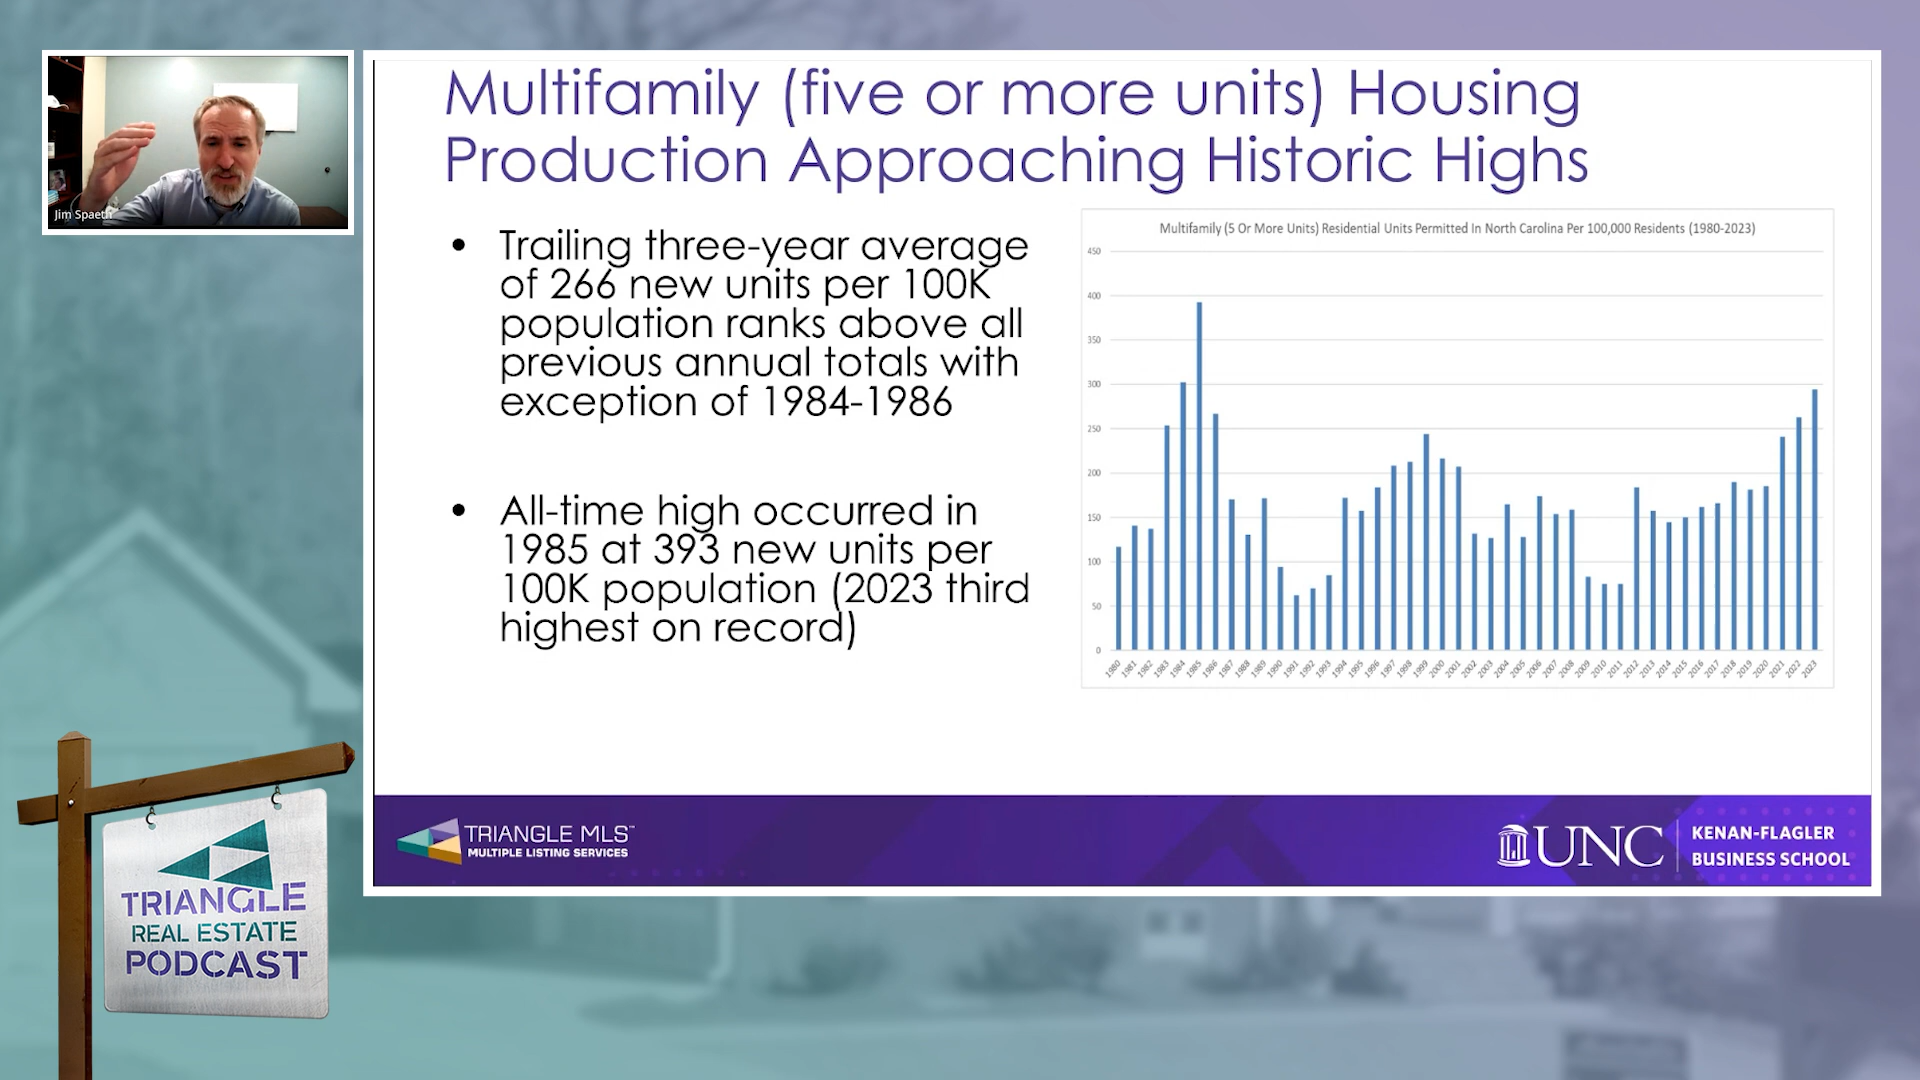 Jim Spaeth
Multifamily (five or more units) Housing
Production Approaching Historic Highs
• Trailing three-year average
of 266 new units per 100K
population ranks above all
previous annual totals with
exception of 1984-1986
• All-time high occurred in
1985 at 393 new units per
100K population (2023 third
highest on record)
Multifamily (5 Or More Units) Residential Units Permitted In North Carolina Per 100,000 Residents (1980-2023)
450
400
350
300
250
200
150
100
50
0
1980 1981 1982 1983 1984 1985 1986 1987 1988 1989 1990 1991 1992 1993 1994 1995 1996 1997 1998 1999 2000 2001 2002 2003 2004 2005 2006 2007 2008 2009 2010 2011 2012 2013 2014 2015 2016 2017 2018 2019 2020 2021 2022 2023
TRIANGLE MLS™
MULTIPLE LISTING SERVICES
UNC
KENAN-FLAGLER
BUSINESS SCHOOL
TRIANGLE
REAL ESTATE
PODCAST